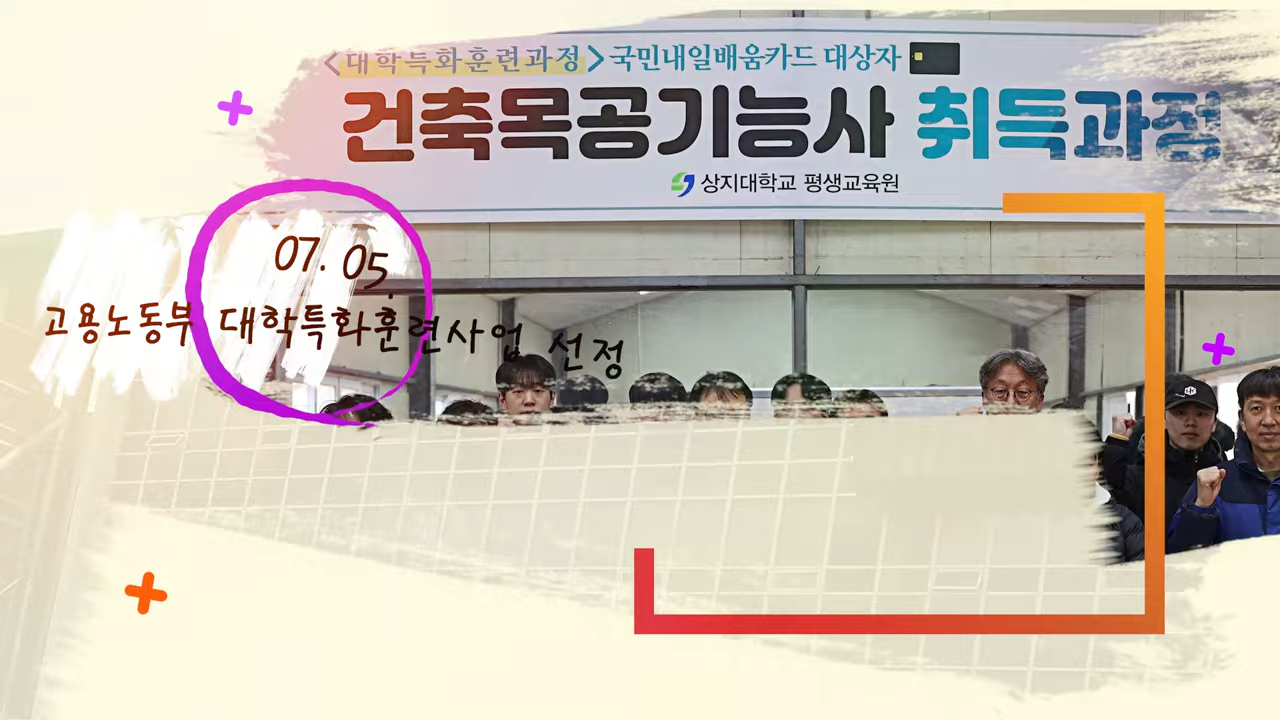 <대학특화훈련과정>국민내일배움카드 대상자
건축목공기능사 취득과정
상지대학교 평생교육원
07. 05.
고용노동부 대학특화훈련사업 선정